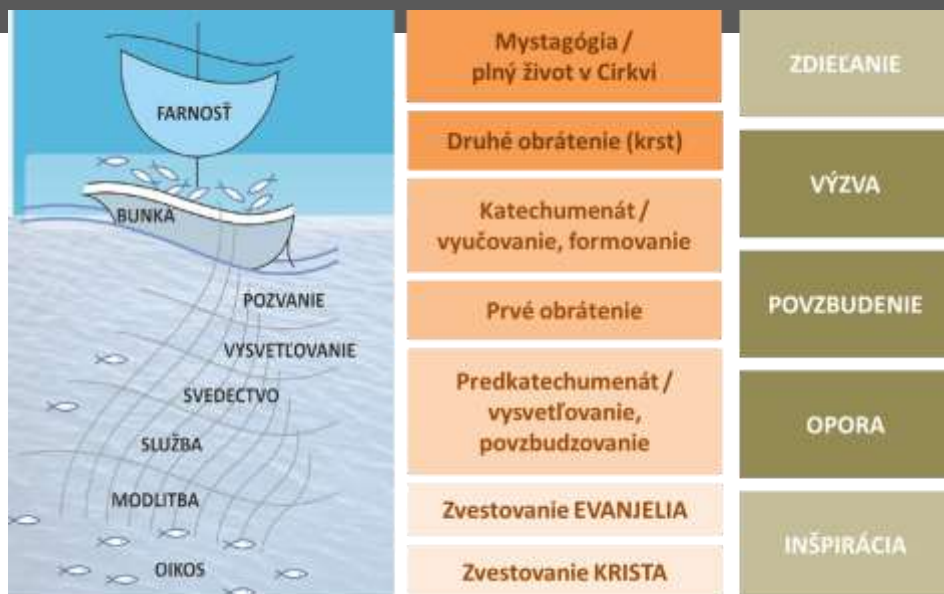 FARNOSŤ
BUNKA
POZVANIE
VYSVETĽOVANIE
SVEDECTVO
SLUŽBA
MODLITBA
OIKOS
Mystagógia /
plný život v Cirkvi
Druhé obrátenie (krst)
Katechumenát /
vyučovanie, formovanie
Prvé obrátenie
Predkatechumenát /
vysvetľovanie,
povzbudzovanie
Zvestovanie EVANJELIA
Zvestovanie KRISTA
ZDIEĽANIE
VÝZVA
POVZBUDENIE
OPORA
INŠPIRÁCIA